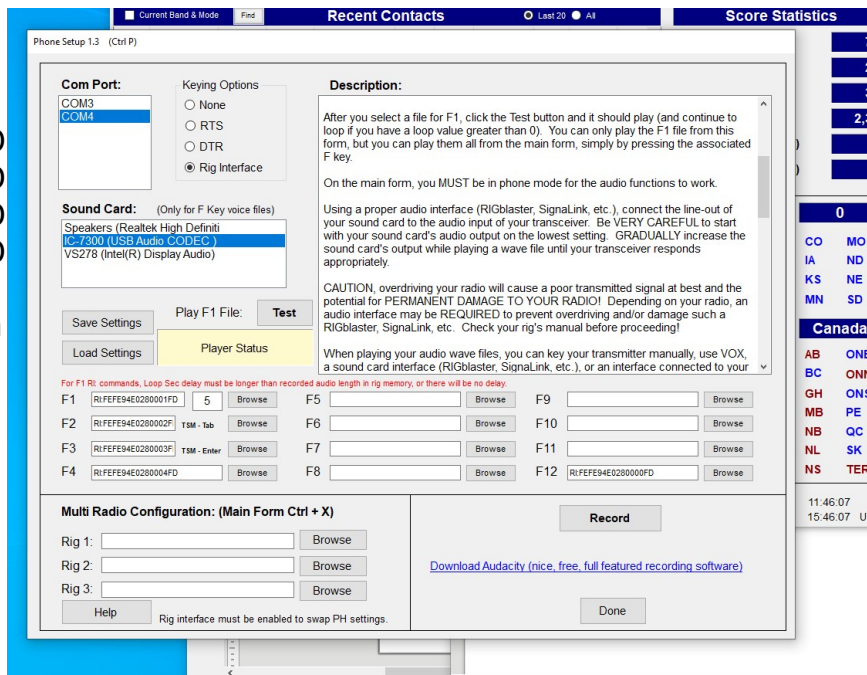 Current Band & Mode Find Recent Contacts Last 20 All Score Statistics
Phone Setup 1.3 (Ctrl P)
Com Port: Keying Options Description:
COM3
COM4
None
RTS
DTR
Rig Interface
After you select a file for F1, click the Test button and it should play (and continue to
loop if you have a loop value greater than 0). You can only play the F1 file from this
form, but you can play them all from the main form, simply by pressing the associated
F key.
On the main form, you MUST be in phone mode for the audio functions to work.
Using a proper audio interface (RIGblaster, SignaLink, etc.), connect the line-out of
your sound card to the audio input of your transceiver. Be VERY CAREFUL to start
with your sound card's audio output on the lowest setting. GRADUALLY increase the
sound card's output while playing a wave file until your transceiver responds
appropriately.
CAUTION, overdriving your radio will cause a poor transmitted signal at best and the
potential for PERMANENT DAMAGE TO YOUR RADIO! Depending on your radio, an
audio interface may be REQUIRED to prevent overdriving and/or damage such a
RIGblaster, SignaLink, etc. Check your rig's manual before proceeding!
When playing your audio wave files, you can key your transmitter manually, use VOX,
a sound card interface (RIGblaster, SignaLink, etc.), or an interface connected to your
Sound Card: (Only for F Key voice files)
Speakers (Realtek High Definiti
IC-7300 (USB Audio CODEC )
VS278 (Intel(R) Display Audio)
Save Settings Play F1 File: Test
Load Settings Player Status
For F1 RI: commands, Loop Sec delay must be longer than recorded audio length in rig memory, or there will be no delay.
F1 RI:FEFE94E0280001FD 5 Browse F5 Browse F9 Browse
F2 RI:FEFE94E0280002F TSM - Tab Browse F6 Browse F10 Browse
F3 RI:FEFE94E0280003F TSM - Enter Browse F7 Browse F11 Browse
F4 RI:FEFE94E0280004FD Browse F8 Browse F12 RI:FEFE94E0280000FD Browse
Multi Radio Configuration: (Main Form Ctrl + X)
Rig 1: Browse
Rig 2: Browse
Rig 3: Browse
Help Rig interface must be enabled to swap PH settings.
Record
Download Audacity (nice, free, full featured recording software)
Done
2,3
0
CO MO
IA ND
KS NE
MN SD
Canada
AB ONE
BC ONN
GH ONS
MB PE
NB QC
NL SK
NS TER
11:46:07
15:46:07 U